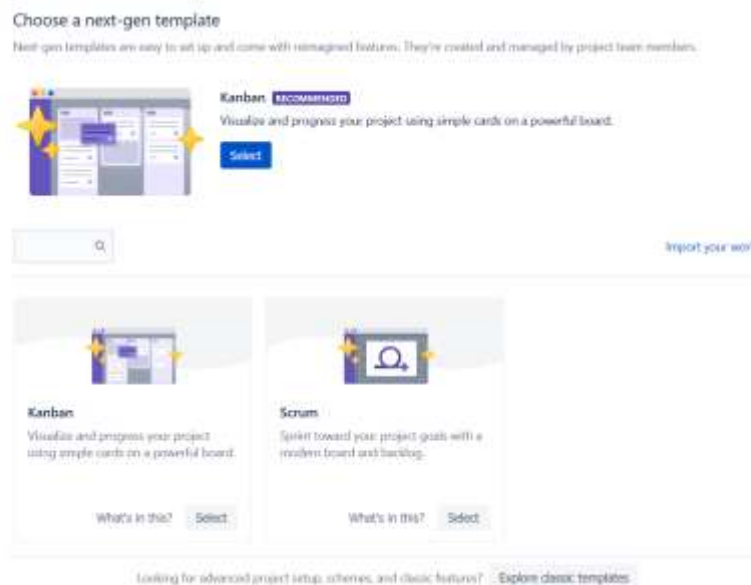 Choose a next-gen template
Next-gen templates are easy to set up and come with reimagined features. They're created and managed by project team members.
Kanban RECOMMENDED
Visualize and progress your project using simple cards on a powerful board.
Select
Import your wor
Kanban
Visualize and progress your project
using simple cards on a powerful board.
What's in this? Select
Scrum
Sprint toward your project goals with a
modern board and backlog.
What's in this? Select
Looking for advanced project setup, schemes, and classic features? Explore classic templates